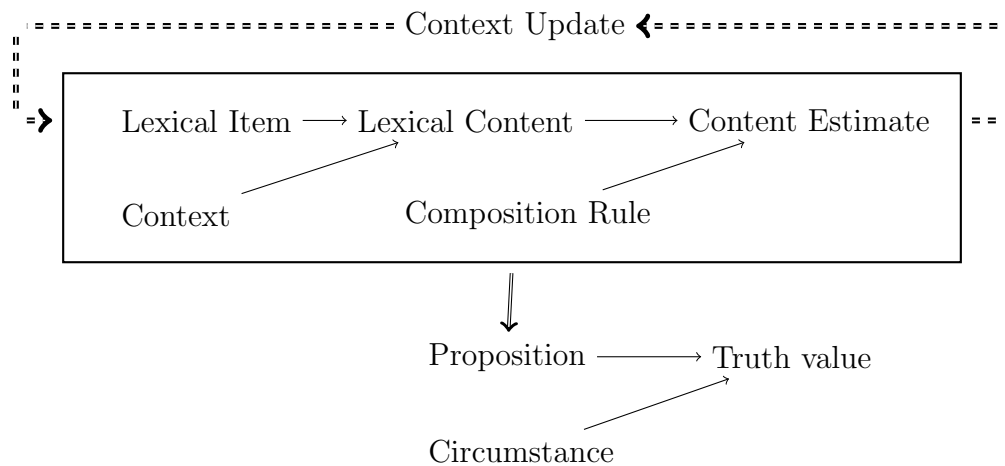 Context Update
Lexical Item
Lexical Content
Content Estimate
Context
Composition Rule
Proposition
Truth value
Circumstance